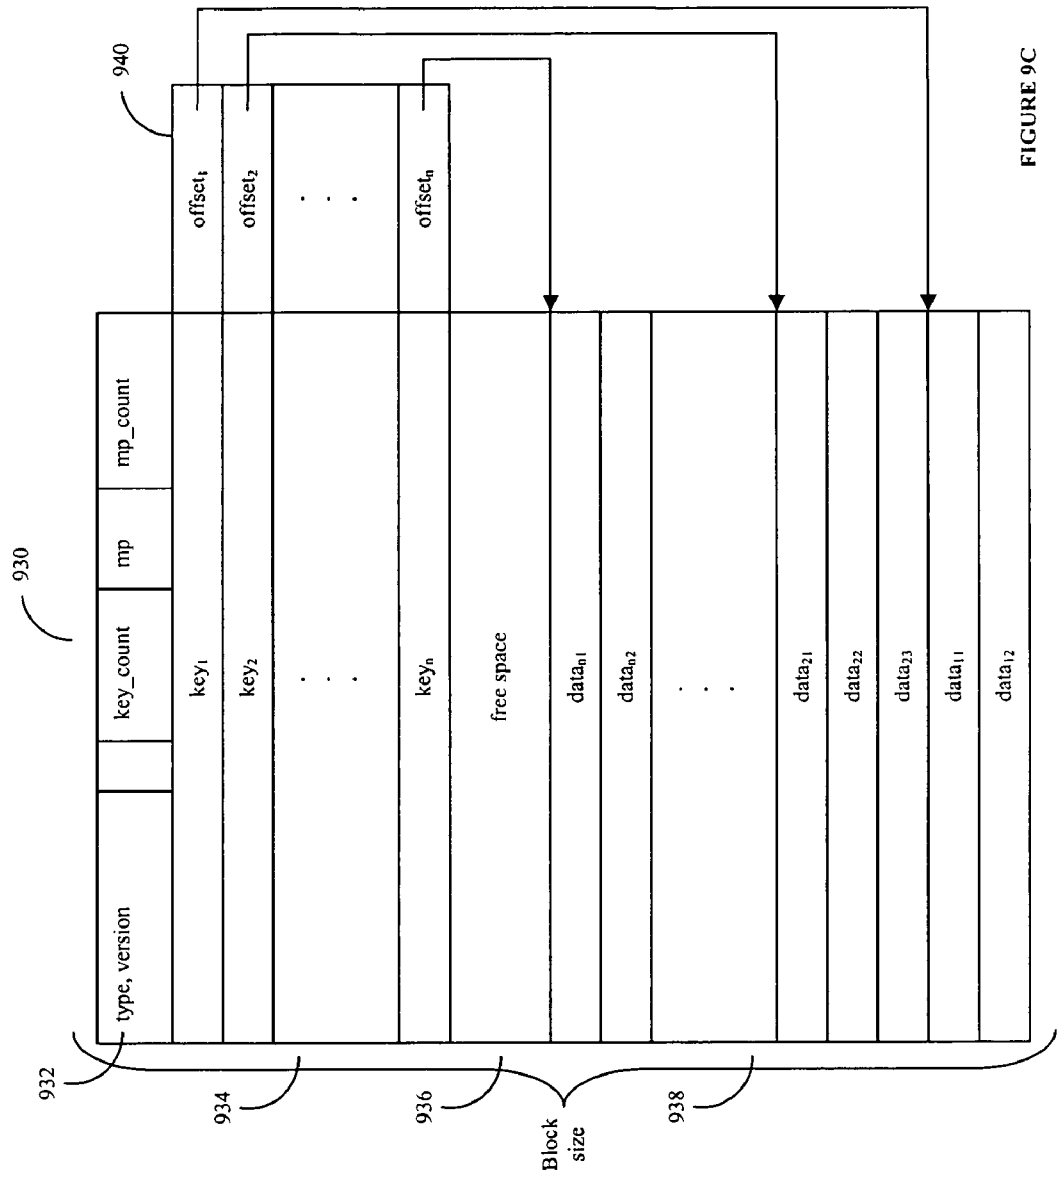 930
932
type, version
key_count
mp
mp_count
940
key₁
offset₁
key₂
offset₂
. . .
. . .
934
keyₙ
offsetₙ
936
free space
Block
size
dataₙ₁
dataₙ₂
. . .
938
data₂₁
data₂₂
data₂₃
data₁₁
data₁₂
FIGURE 9C